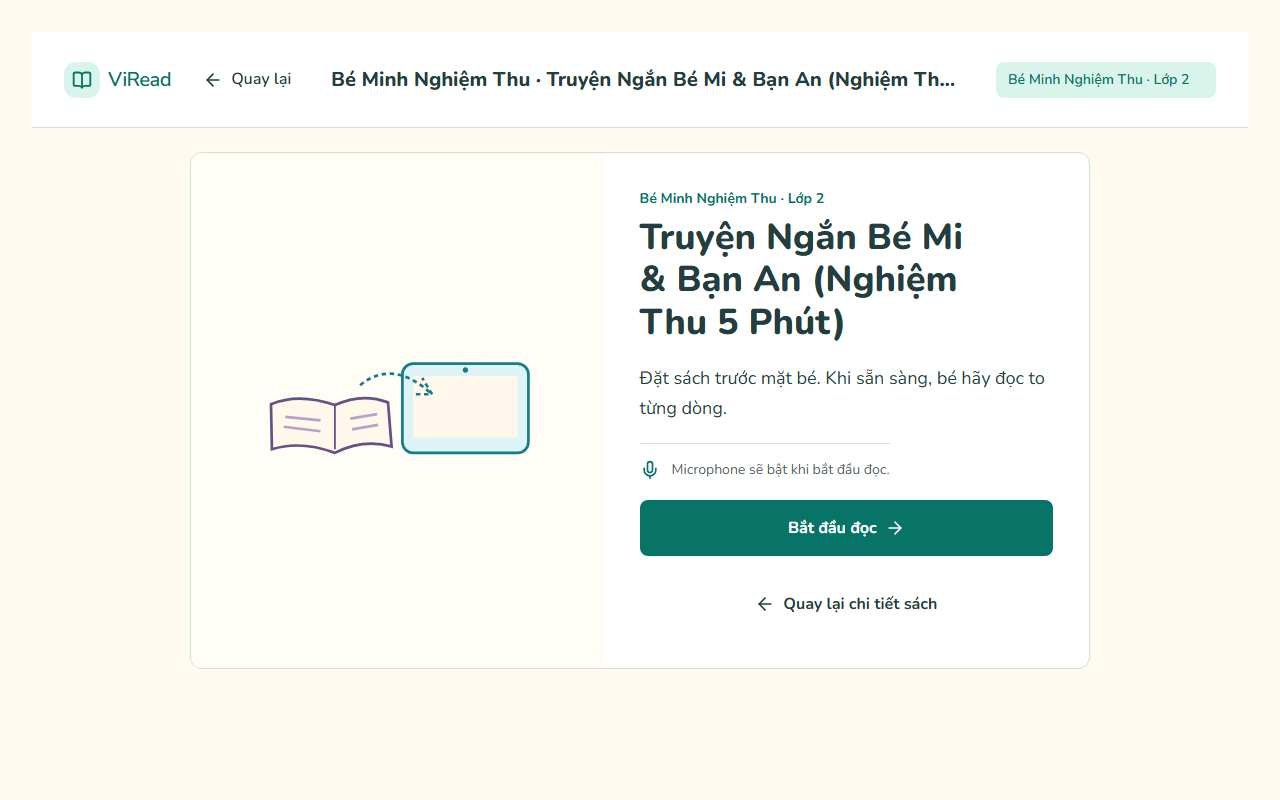 ViRead
Quay lại
Bé Minh Nghiệm Thu · Truyện Ngắn Bé Mi & Bạn An (Nghiệm Th...
Bé Minh Nghiệm Thu · Lớp 2
Bé Minh Nghiệm Thu · Lớp 2
Truyện Ngắn Bé Mi
& Bạn An (Nghiệm
Thu 5 Phút)
Đặt sách trước mặt bé. Khi sẵn sàng, bé hãy đọc to
từng dòng.
Microphone sẽ bật khi bắt đầu đọc.
Bắt đầu đọc
Quay lại chi tiết sách